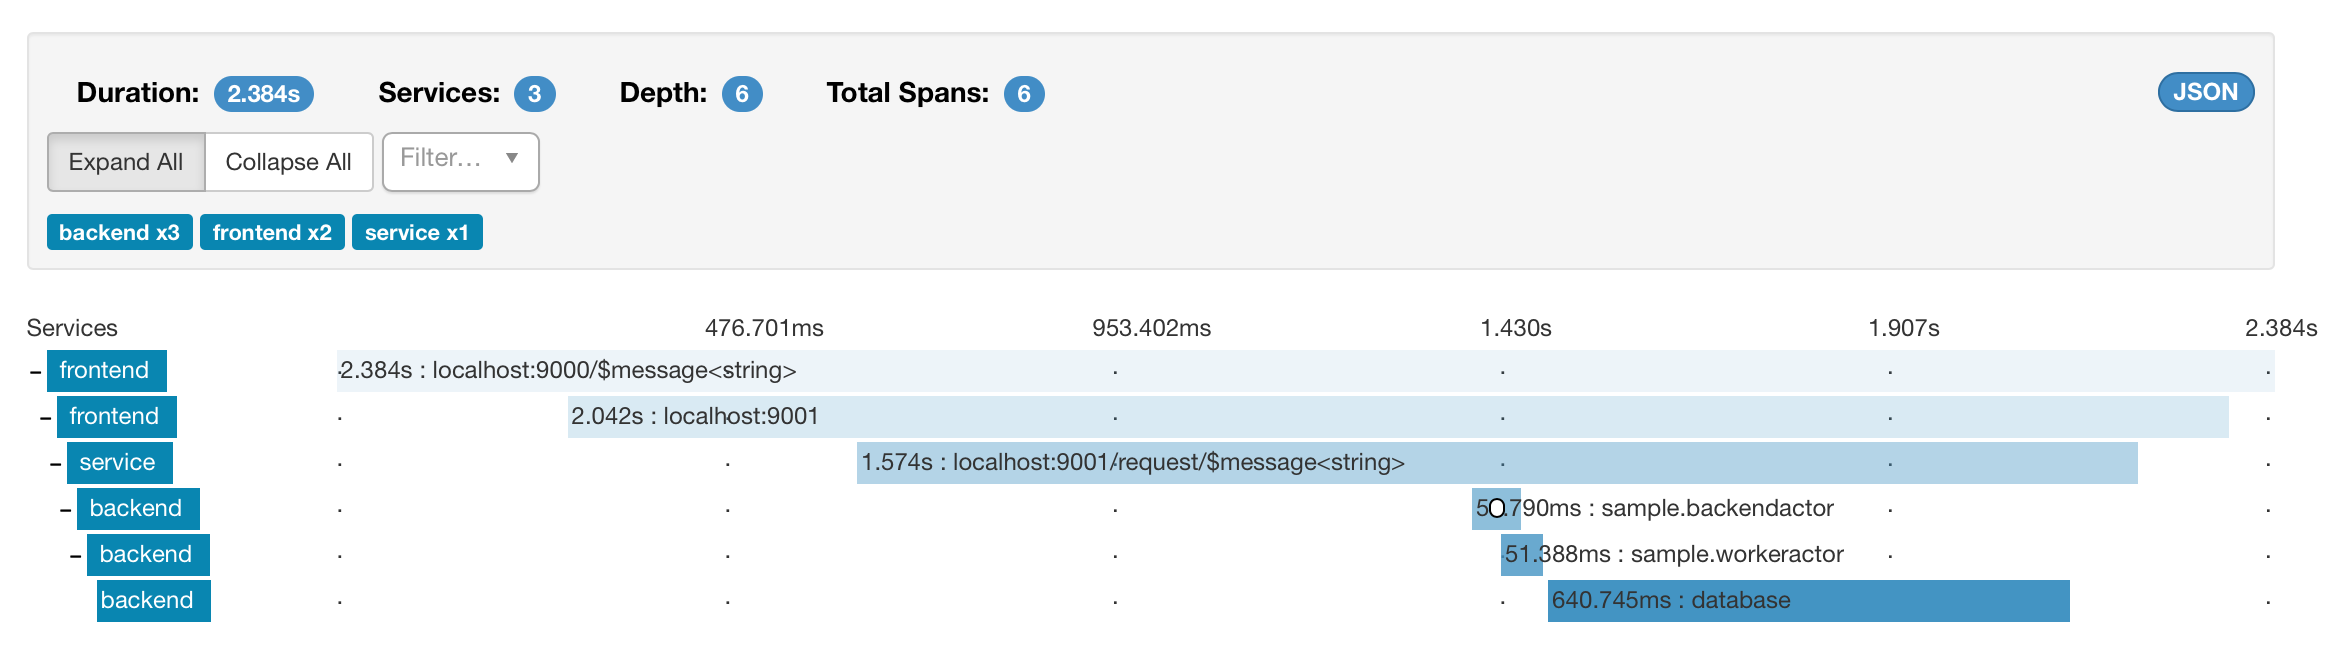 Duration: 2.384s Services: 3 Depth: 6 Total Spans: 6 JSON
Expand All Collapse All Filter...
backend x3 frontend x2 service x1
Services 476.701ms 953.402ms 1.430s 1.907s 2.384s
frontend 2.384s : localhost:9000/$message<string>
frontend 2.042s : localhost:9001
service 1.574s : localhost:9001/request/$message<string>
backend .790ms : sample.backendactor
backend 51.388ms : sample.workeractor
backend 640.745ms : database